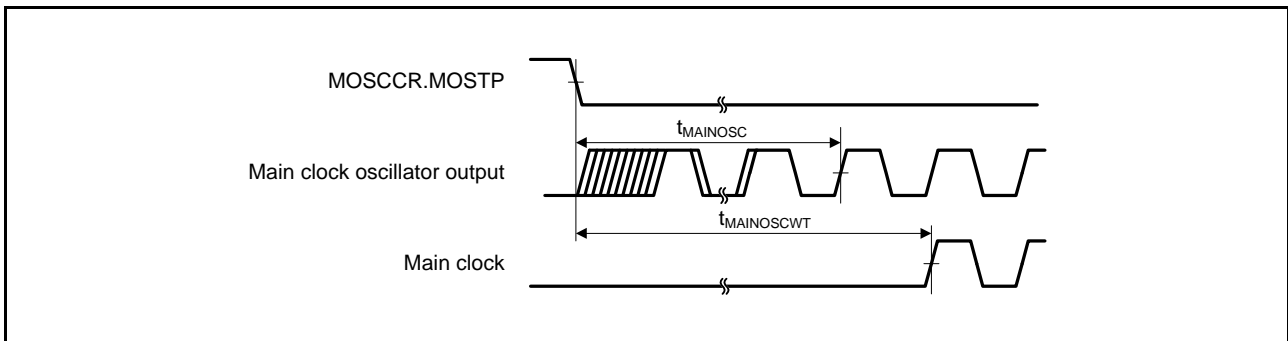 MOSCCR.MOSTP
tMAINOSC
Main clock oscillator output
tMAINOSCWT
Main clock